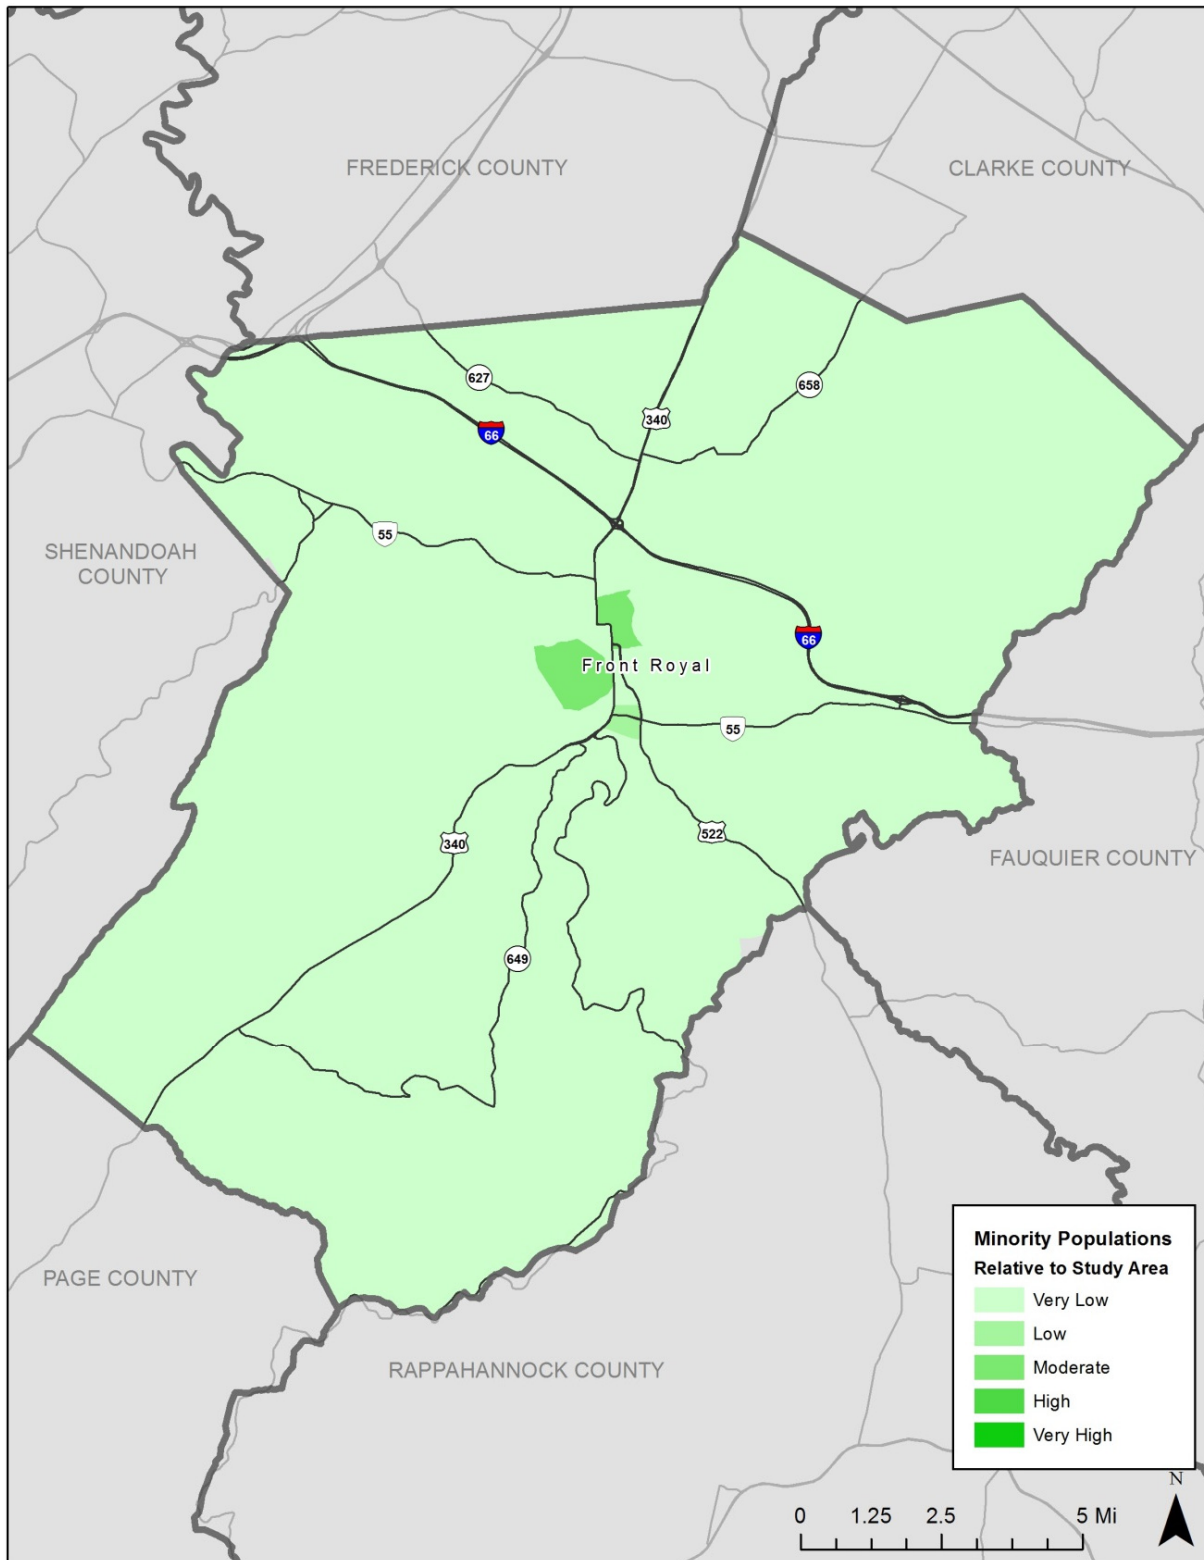 FREDERICK COUNTY
CLARKE COUNTY
627
658
340
66
55
SHENANDOAH
COUNTY
66
Front Royal
55
340
522
FAUQUIER COUNTY
649
PAGE COUNTY
RAPPAHANNOCK COUNTY
Minority Populations
Relative to Study Area
Very Low
Low
Moderate
High
Very High
N
0 1.25 2.5 5 Mi